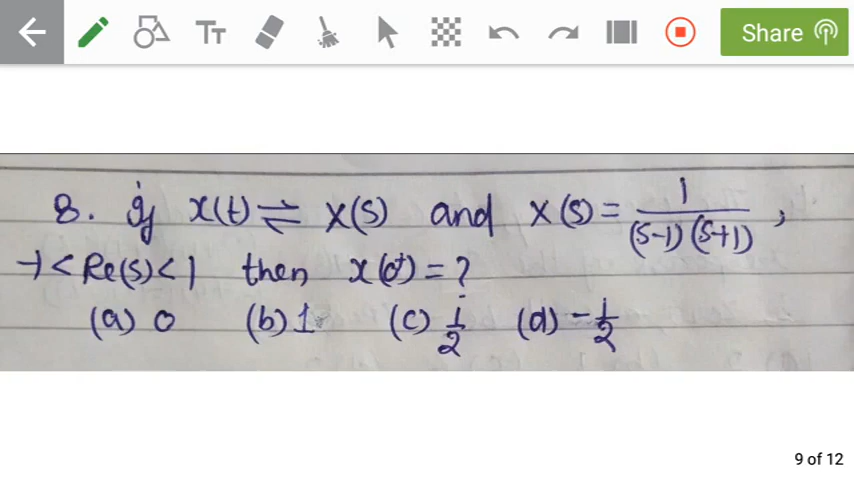 Share
8. If x(t) ⇌ X(s) and X(s) = 1/((s-1)(s+1)),
-1 < Re(s) < 1 then x(0⁺) = ?
(a) 0 (b) 1 (c) 1/2 (d) -1/2
9 of 12